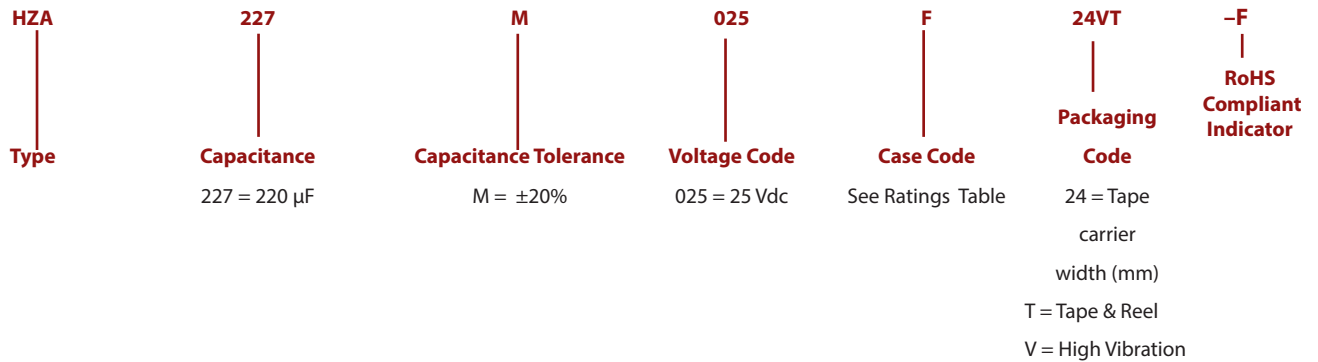 HZA 227 M 025 F 24VT –F
RoHS
Compliant
Indicator
Packaging
Type Capacitance Capacitance Tolerance Voltage Code Case Code Code
227 = 220 µF M = ±20% 025 = 25 Vdc See Ratings Table 24 = Tape
carrier
width (mm)
T = Tape & Reel
V = High Vibration